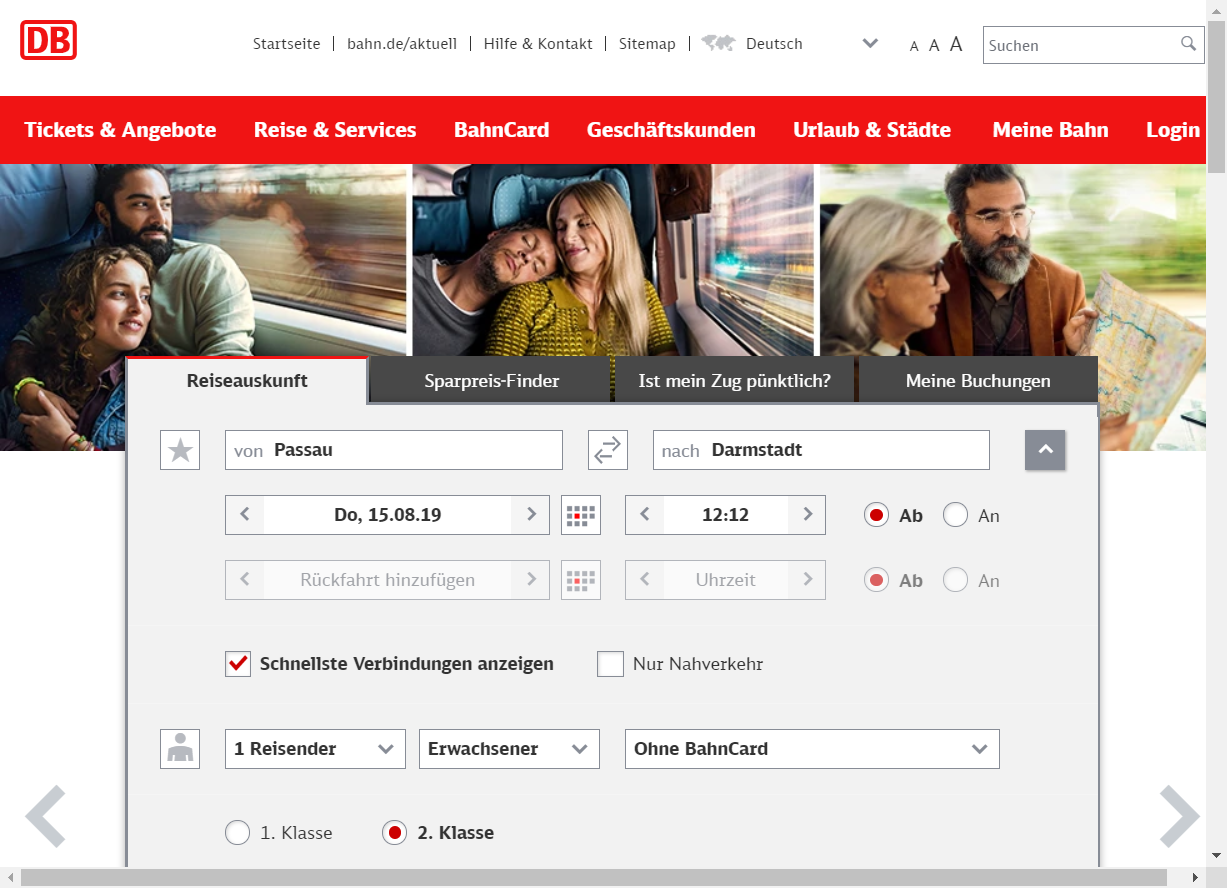 DB
Startseite | bahn.de/aktuell | Hilfe & Kontakt | Sitemap | Deutsch A A A Suchen
Tickets & Angebote Reise & Services BahnCard Geschäftskunden Urlaub & Städte Meine Bahn Login
Reiseauskunft Sparpreis-Finder Ist mein Zug pünktlich? Meine Buchungen
von Passau nach Darmstadt
Do, 15.08.19 12:12 Ab An
Rückfahrt hinzufügen Uhrzeit Ab An
Schnellste Verbindungen anzeigen Nur Nahverkehr
1 Reisender Erwachsener Ohne BahnCard
1. Klasse 2. Klasse